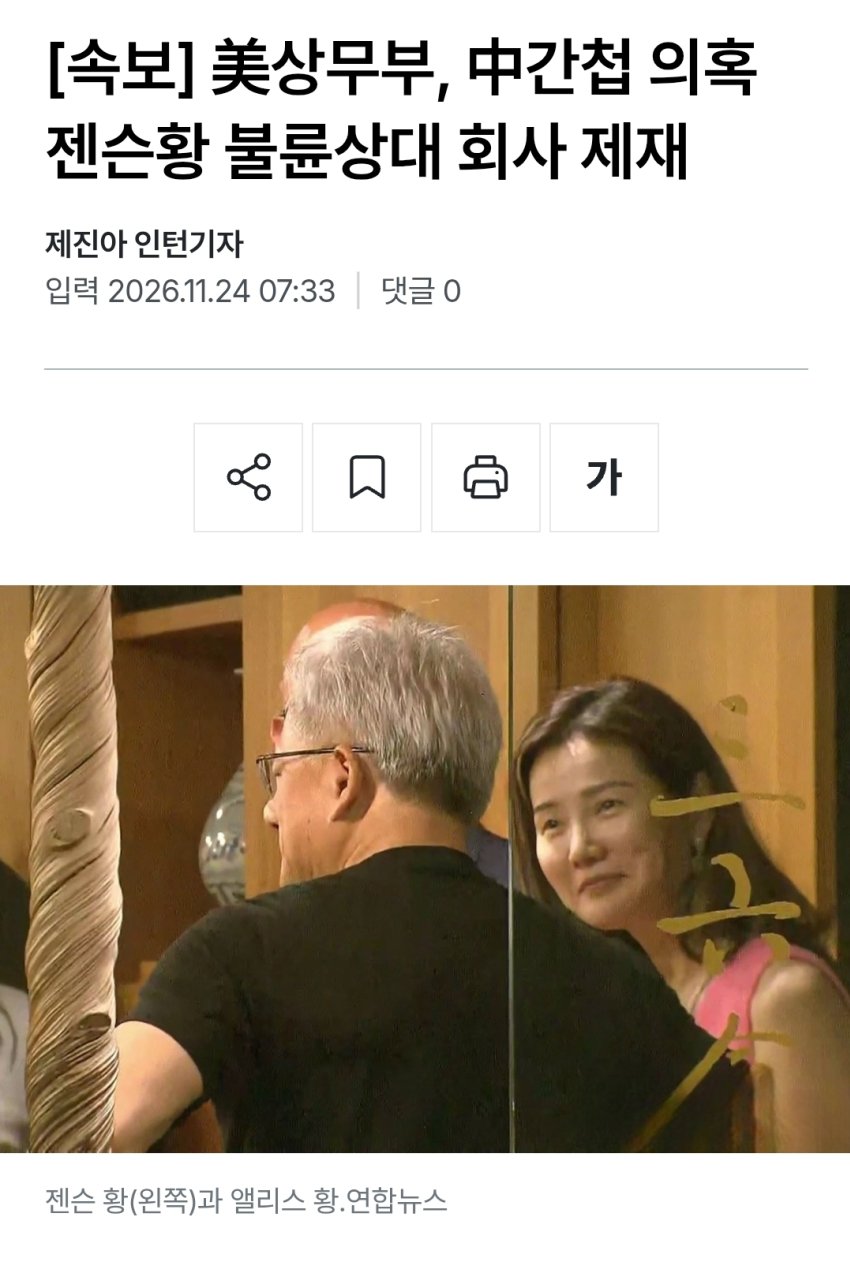 [속보] 美상무부, 中간첩 의혹
젠슨황 불륜상대 회사 제재
제진아 인턴기자
입력 2026.11.24 07:33 | 댓글 0
가
젠슨 황(왼쪽)과 앨리스 황.연합뉴스